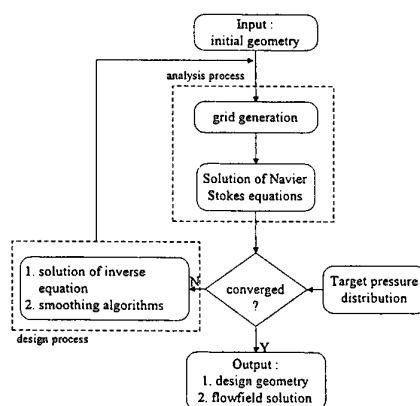 Input :
initial geometry
analysis process
grid generation
Solution of Navier
Stokes equations
1. solution of inverse
equation
2. smoothing algorithms
N
converged
?
Target pressure
distribution
design process
Y
Output :
1. design geometry
2. flowfield solution